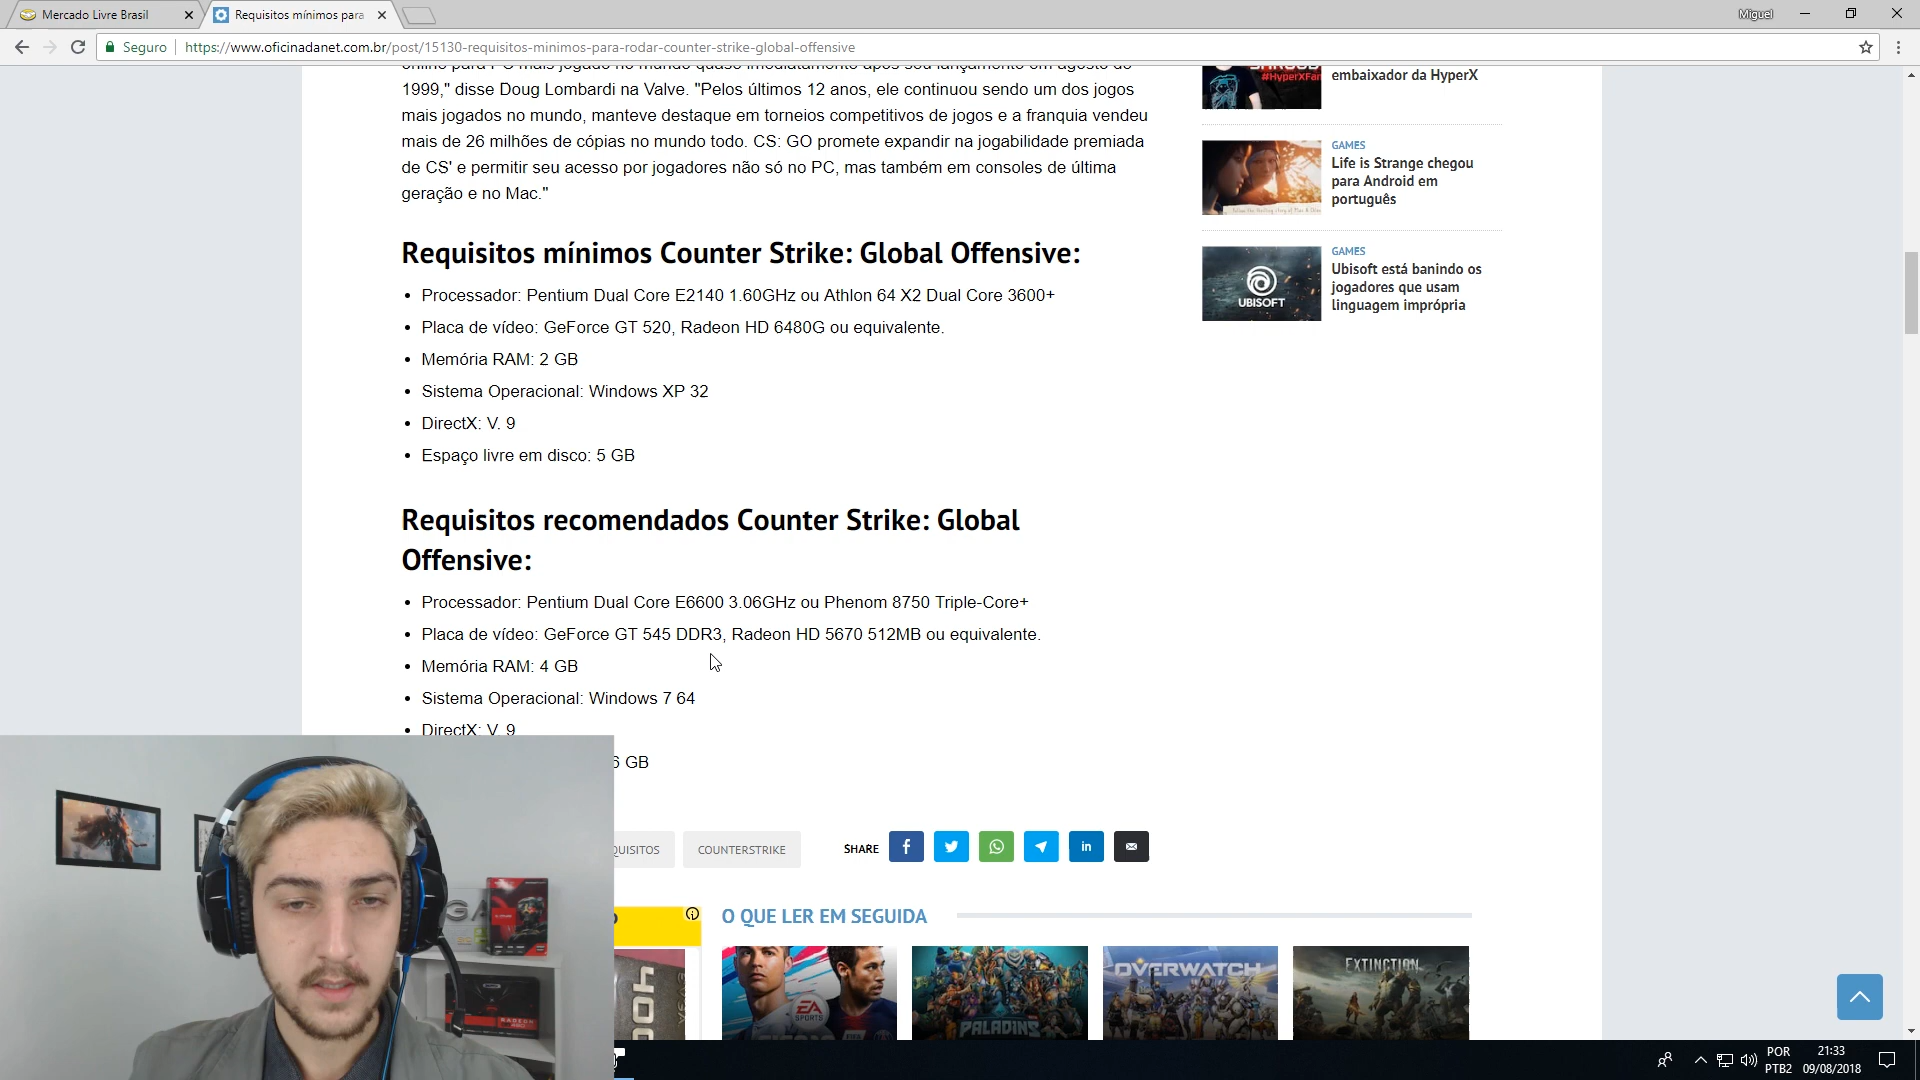 Mercado Livre Brasil
Requisitos mínimos para
Miguel
Seguro
https://www.oficinadanet.com.br/post/15130-requisitos-minimos-para-rodar-counter-strike-global-offensive
online para PC mais jogado no mundo quase imediatamente após seu lançamento em agosto de
1999," disse Doug Lombardi na Valve. "Pelos últimos 12 anos, ele continuou sendo um dos jogos
mais jogados no mundo, manteve destaque em torneios competitivos de jogos e a franquia vendeu
mais de 26 milhões de cópias no mundo todo. CS: GO promete expandir na jogabilidade premiada
de CS' e permitir seu acesso por jogadores não só no PC, mas também em consoles de última
geração e no Mac."
Requisitos mínimos Counter Strike: Global Offensive:
• Processador: Pentium Dual Core E2140 1.60GHz ou Athlon 64 X2 Dual Core 3600+
• Placa de vídeo: GeForce GT 520, Radeon HD 6480G ou equivalente.
• Memória RAM: 2 GB
• Sistema Operacional: Windows XP 32
• DirectX: V. 9
• Espaço livre em disco: 5 GB
Requisitos recomendados Counter Strike: Global
Offensive:
• Processador: Pentium Dual Core E6600 3.06GHz ou Phenom 8750 Triple-Core+
• Placa de vídeo: GeForce GT 545 DDR3, Radeon HD 5670 512MB ou equivalente.
• Memória RAM: 4 GB
• Sistema Operacional: Windows 7 64
• DirectX: V. 9
6 GB
QUISITOS
COUNTERSTRIKE
SHARE
O QUE LER EM SEGUIDA
EA
SPORTS
PALADINS
OVERWATCH
EXTINCTION
#HyperXFan
embaixador da HyperX
GAMES
Life is Strange chegou
para Android em
português
GAMES
UBISOFT
Ubisoft está banindo os
jogadores que usam
linguagem imprópria
RADEON
POR
PTB2
21:33
09/08/2018